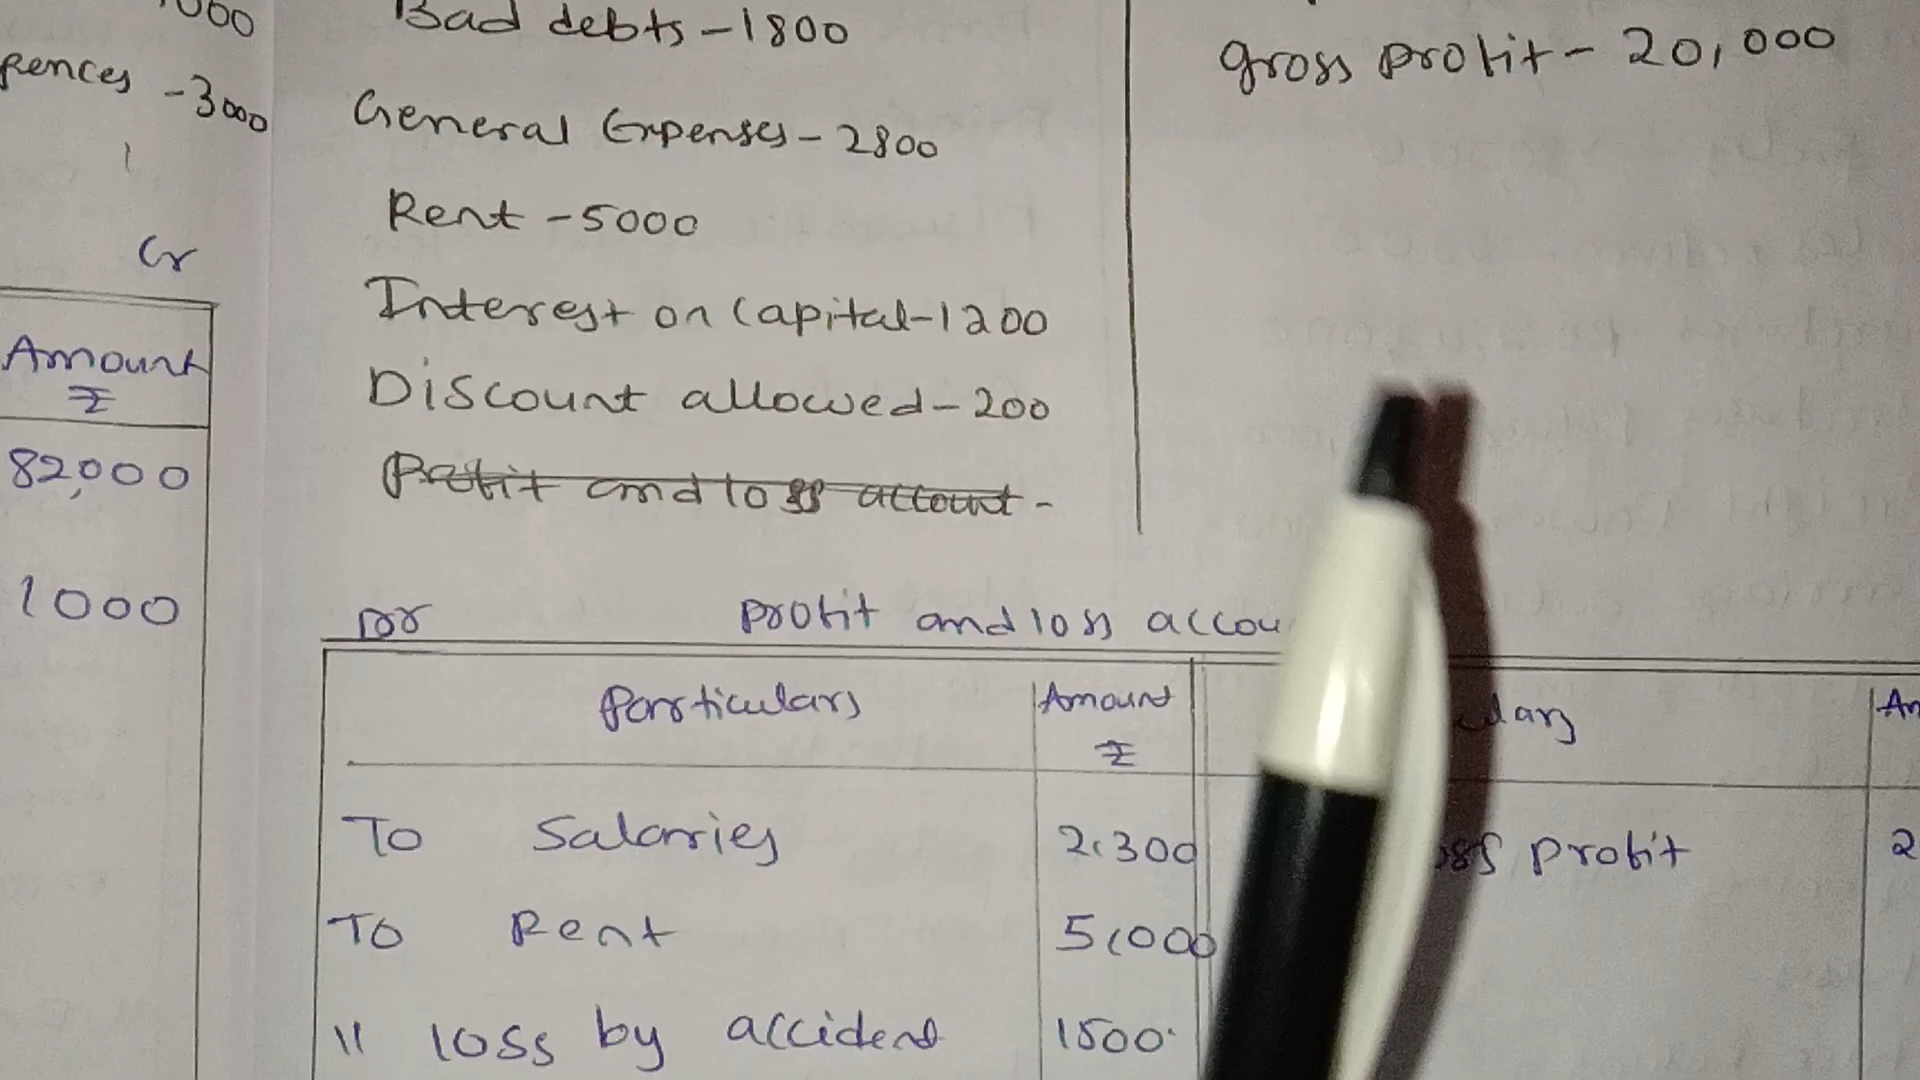 Bad debts - 1800
gross profit - 20,000
-3000
General Expenses - 2800
Rent - 5000
Cr
Interest on Capital - 1200
Amount
₹
Discount allowed - 200
82,000
Profit and loss account -
1000
Dr profit and loss
Particulars Amount
₹
To Salaries 2,300
profit
To Rent 5,000
" loss by accident 1500